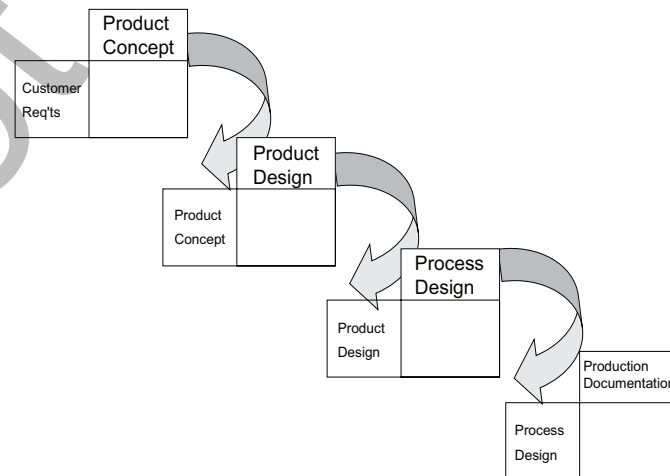 Product
Concept
Customer
Req'ts
Product
Design
Product
Concept
Process
Design
Product
Design
Production
Documentation
Process
Design